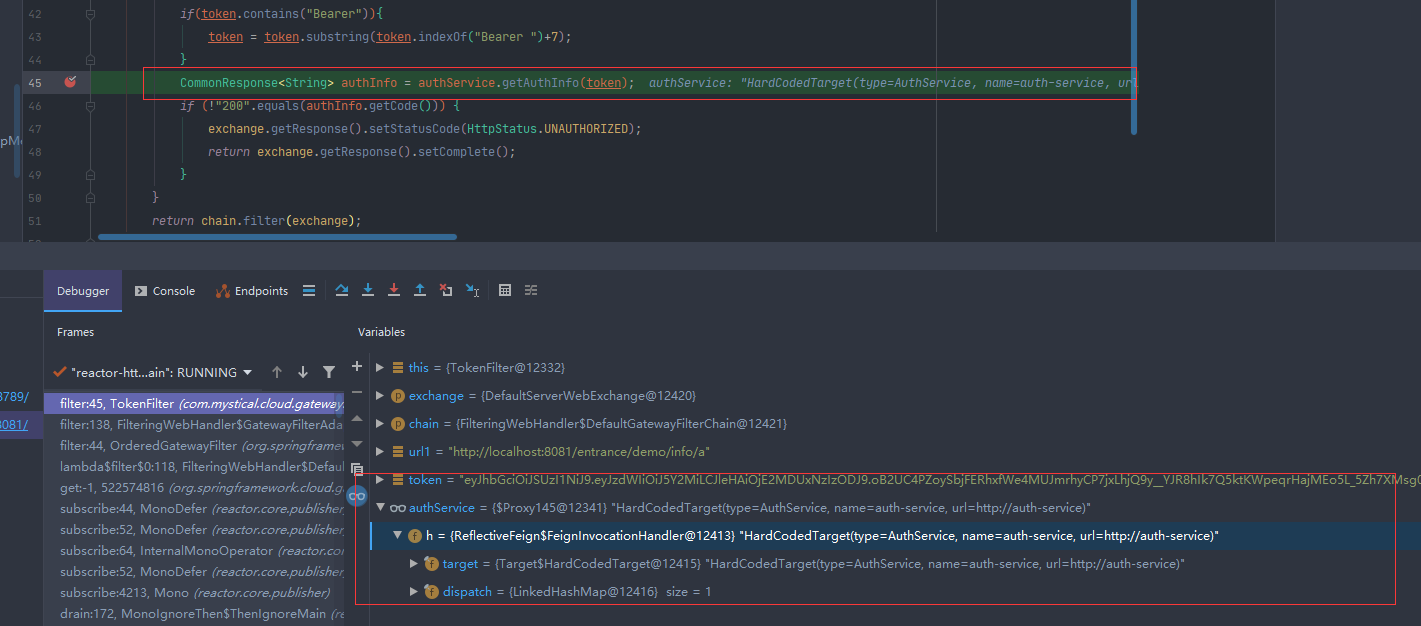 42 if(token.contains("Bearer")){
43 token = token.substring(token.indexOf("Bearer ")+7);
44 }
45 CommonResponse<String> authInfo = authService.getAuthInfo(token); authService: "HardCodedTarget(type=AuthService, name=auth-service, url
46 if (!"200".equals(authInfo.getCode())) {
47 exchange.getResponse().setStatusCode(HttpStatus.UNAUTHORIZED);
48 return exchange.getResponse().setComplete();
49 }
50 }
51 return chain.filter(exchange);
Debugger Console Endpoints
Frames
Variables
"reactor-htt...ain": RUNNING
filter:45, TokenFilter (com.mystical.cloud.gateway.
filter:138, FilteringWebHandler$GatewayFilterAda
filter:44, OrderedGatewayFilter (org.springframew
lambda$filter$0:118, FilteringWebHandler$Defaul
get:-1, 522574816 (org.springframework.cloud.g
subscribe:44, MonoDefer (reactor.core.publisher
subscribe:52, MonoDefer (reactor.core.publisher
subscribe:64, InternalMonoOperator (reactor.cor
subscribe:52, MonoDefer (reactor.core.publisher
subscribe:4213, Mono (reactor.core.publisher)
drain:172, MonoIgnoreThen$ThenIgnoreMain (re
3789/
8081/
this = {TokenFilter@12332}
exchange = {DefaultServerWebExchange@12420}
chain = {FilteringWebHandler$DefaultGatewayFilterChain@12421}
url1 = "http://localhost:8081/entrance/demo/info/a"
token =
authService = {$Proxy145@12341} "HardCodedTarget(type=AuthService, name=auth-service, url=http://auth-service)"
h = {ReflectiveFeign$FeignInvocationHandler@12413} "HardCodedTarget(type=AuthService, name=auth-service, url=http://auth-service)"
target = {Target$HardCodedTarget@12415} "HardCodedTarget(type=AuthService, name=auth-service, url=http://auth-service)"
dispatch = {LinkedHashMap@12416} size = 1